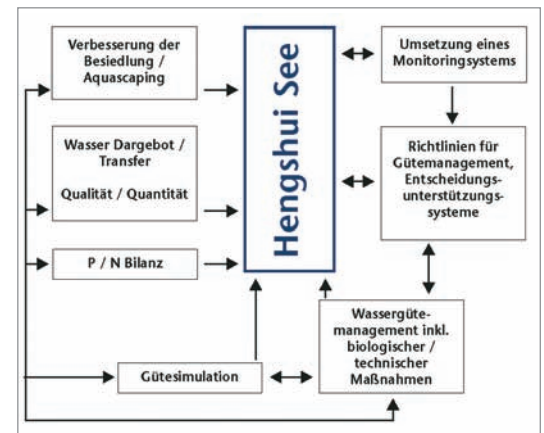 Verbesserung der
Besiedlung /
Aquascaping
Wasser Dargebot /
Transfer
Qualität / Quantität
P / N Bilanz
Gütesimulation
Hengshui See
Umsetzung eines
Monitoringsystems
Richtlinien für
Gütemanagement,
Entscheidungs-
unterstützungs-
systeme
Wassergüte-
management inkl.
biologischer /
technischer
Maßnahmen